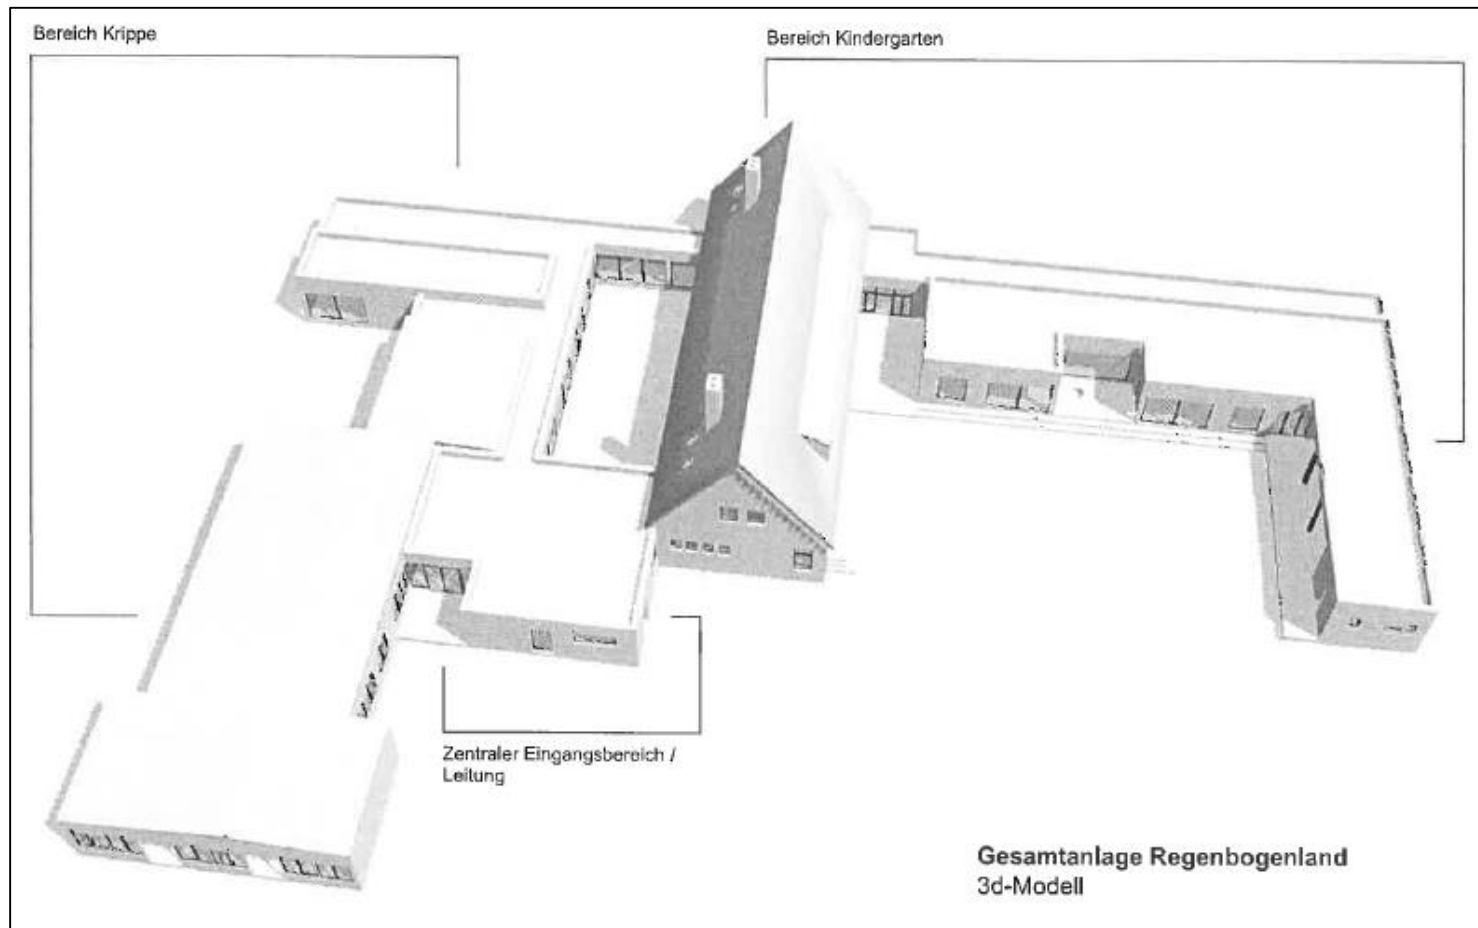 Bereich Krippe
Bereich Kindergarten
Zentraler Eingangsbereich /
Leitung
Gesamtanlage Regenbogenland
3d-Modell